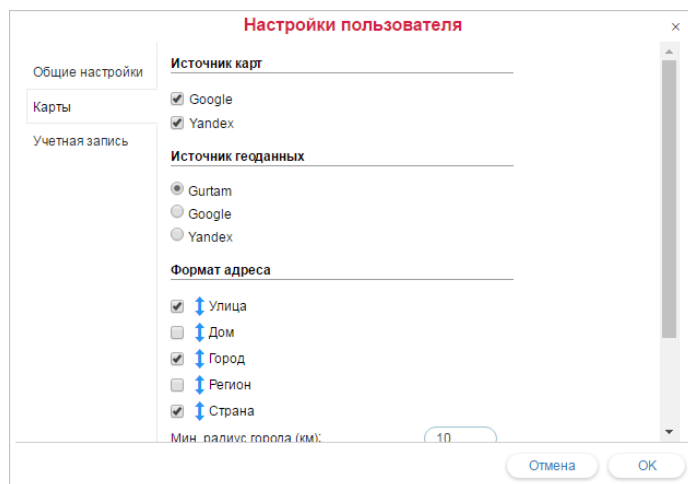 Настройки пользователя
Общие настройки
Карты
Учетная запись
Источник карт
Google
Yandex
Источник геоданных
Gurtam
Google
Yandex
Формат адреса
Улица
Дом
Город
Регион
Страна
Мин. радиус города (км): 10
Отмена
OK